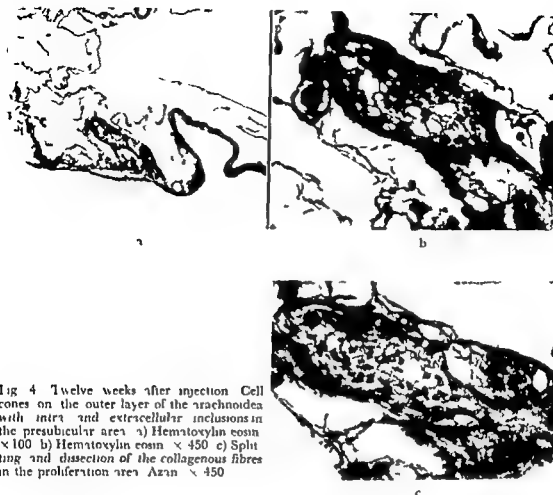 a
b
Fig 4 Twelve weeks after injection Cell
cones on the outer layer of the arachnoidea
with intra and extracellular inclusions in
the presubicular area a) Hematoxylin eosin
× 100 b) Hematoxylin eosin × 450 c) Split
ting and dissection of the collagenous fibres
in the proliferation area Azan × 450
c